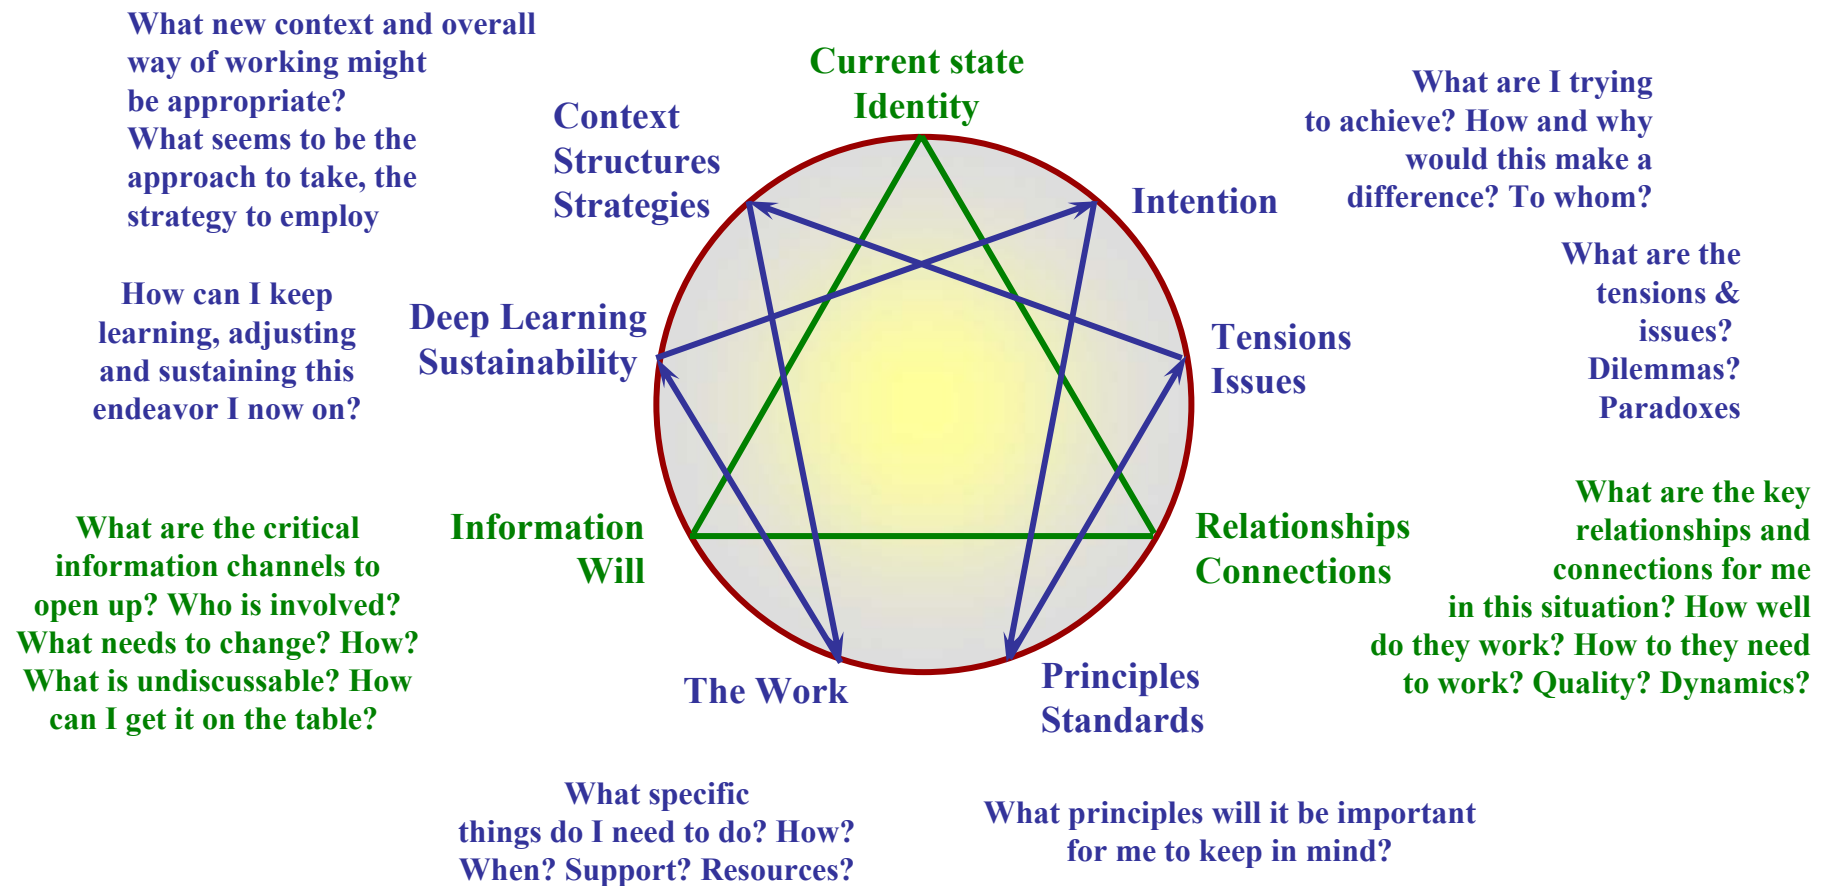 What new context and overall
way of working might
be appropriate?
What seems to be the
approach to take, the
strategy to employ
Current state
Identity
What are I trying
to achieve? How and why
would this make a
difference? To whom?
Context
Structures
Strategies
Intention
What are the
tensions &
issues?
Dilemmas?
Paradoxes
How can I keep
learning, adjusting
and sustaining this
endeavor I now on?
Deep Learning
Sustainability
Tensions
Issues
What are the critical
information channels to
open up? Who is involved?
What needs to change? How?
What is undiscussable? How
can I get it on the table?
Information
Will
Relationships
Connections
What are the key
relationships and
connections for me
in this situation? How well
do they work? How to they need
to work? Quality? Dynamics?
The Work
Principles
Standards
What specific
things do I need to do? How?
When? Support? Resources?
What principles will it be important
for me to keep in mind?